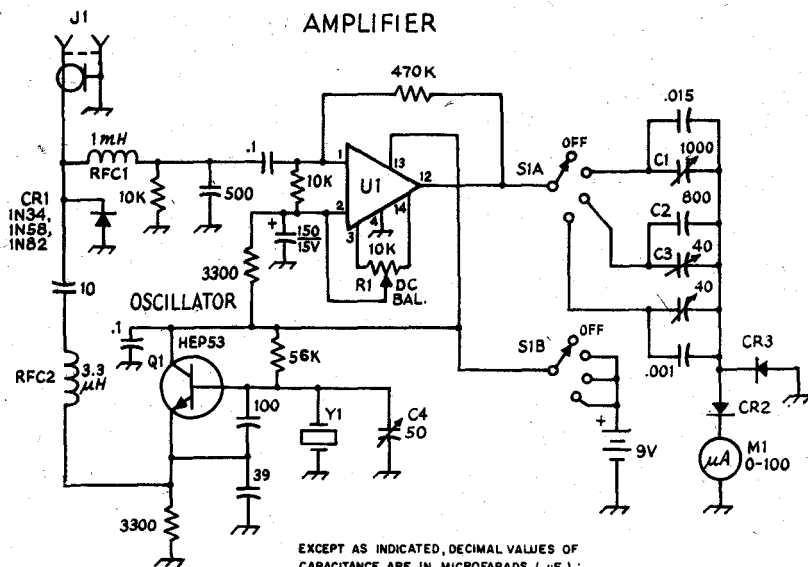 AMPLIFIER
J1
470K
1mH
RFC1
.1
10K
500
10K
CR1
1N34,
1N58,
1N82
1
2
U1
13
12
14
4
3
150
15V
+
3300
10K
R1
DC
BAL.
10
OSCILLATOR
.1
HEP53
Q1
RFC2
3.3
μH
56K
100
39
3300
Y1
C4
50
S1A
OFF
.015
C1
1000
C2
800
C3
40
40
.001
S1B
OFF
CR3
CR2
+
9V
μA
M1
0-100
EXCEPT AS INDICATED, DECIMAL VALUES OF
CAPACITANCE ARE IN MICROFARADS ( μF ) ;